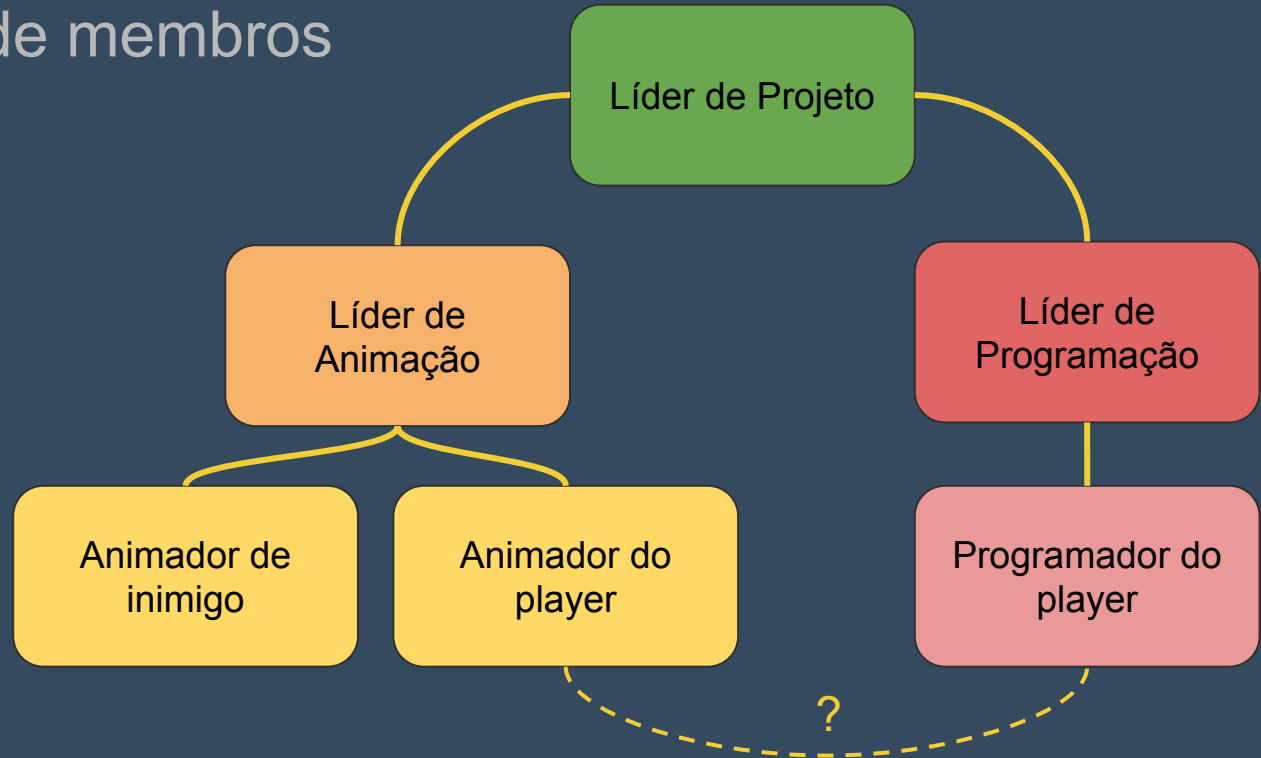 de membros
Líder de Projeto
Líder de
Animação
Líder de
Programação
Animador de
inimigo
Animador do
player
Programador do
player
?